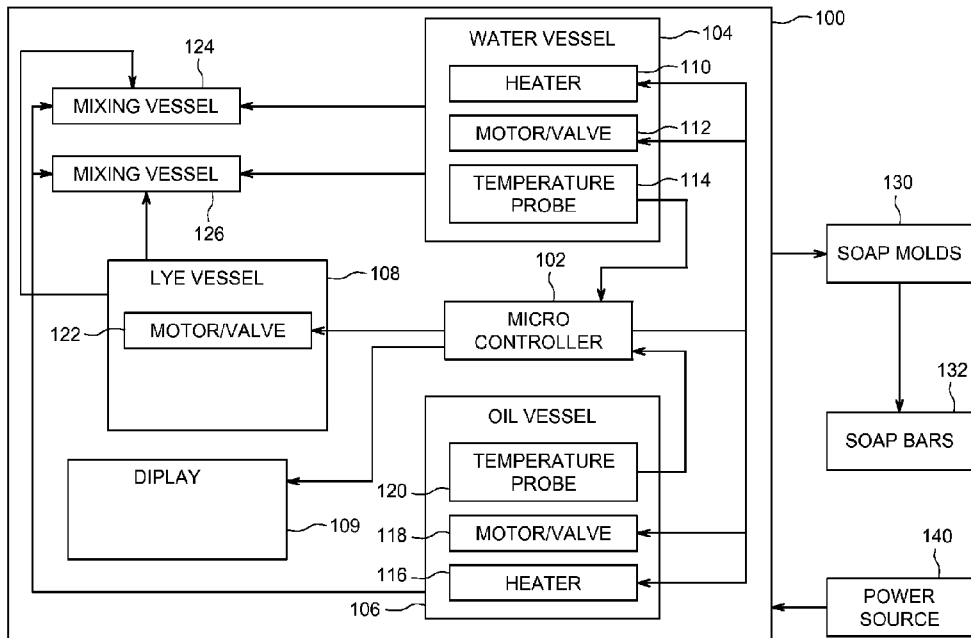 100
124
MIXING VESSEL
MIXING VESSEL
126
WATER VESSEL
104
HEATER
110
MOTOR/VALVE
112
TEMPERATURE
PROBE
114
130
SOAP MOLDS
LYE VESSEL
108
122
MOTOR/VALVE
102
MICRO
CONTROLLER
132
SOAP BARS
DIPLAY
109
OIL VESSEL
TEMPERATURE
PROBE
120
118
MOTOR/VALVE
116
HEATER
106
140
POWER
SOURCE